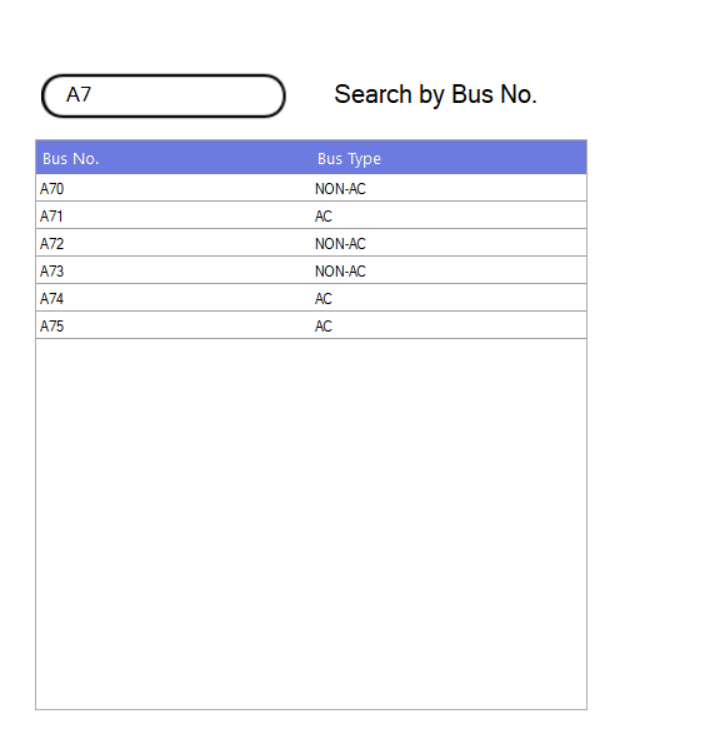 A7 Search by Bus No.
Bus No. Bus Type
A70 NON-AC
A71 AC
A72 NON-AC
A73 NON-AC
A74 AC
A75 AC